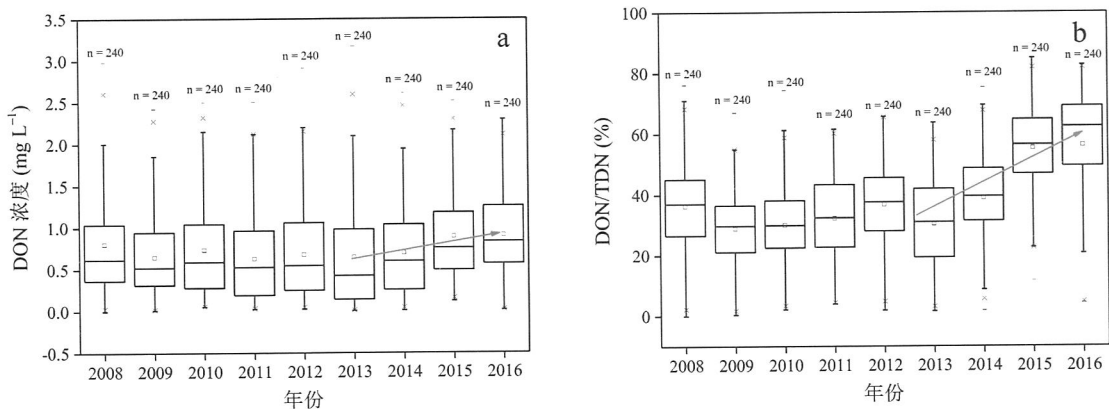 a
DON 浓度 (mg L⁻¹)
3.5
3.0
2.5
2.0
1.5
1.0
0.5
0.0
-0.5
n = 240
n = 240
n = 240
n = 240
n = 240
n = 240
n = 240
n = 240
n = 240
2008 2009 2010 2011 2012 2013 2014 2015 2016
年份
b
DON/TDN (%)
100
80
60
40
20
0
n = 240
n = 240
n = 240
n = 240
n = 240
n = 240
n = 240
n = 240
n = 240
2008 2009 2010 2011 2012 2013 2014 2015 2016
年份